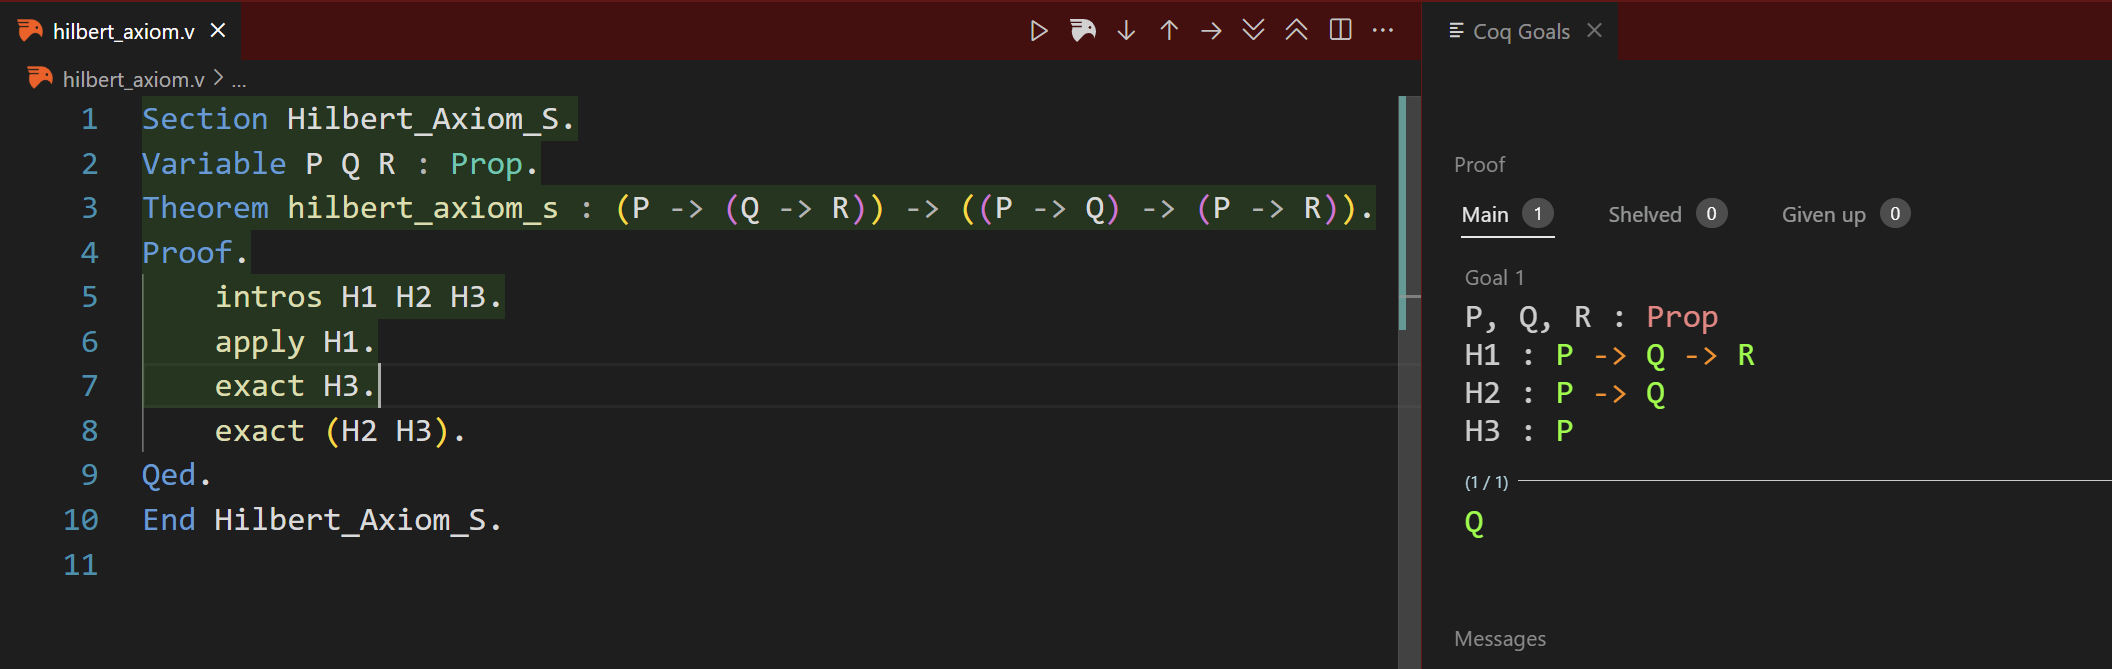 hilbert_axiom.v
hilbert_axiom.v > ...
1 Section Hilbert_Axiom_S.
2 Variable P Q R : Prop.
3 Theorem hilbert_axiom_s : (P -> (Q -> R)) -> ((P -> Q) -> (P -> R)).
4 Proof.
5 intros H1 H2 H3.
6 apply H1.
7 exact H3.
8 exact (H2 H3).
9 Qed.
10 End Hilbert_Axiom_S.
11
Coq Goals
Proof
Main 1 Shelved 0 Given up 0
Goal 1
P, Q, R : Prop
H1 : P -> Q -> R
H2 : P -> Q
H3 : P
(1 / 1)
Q
Messages